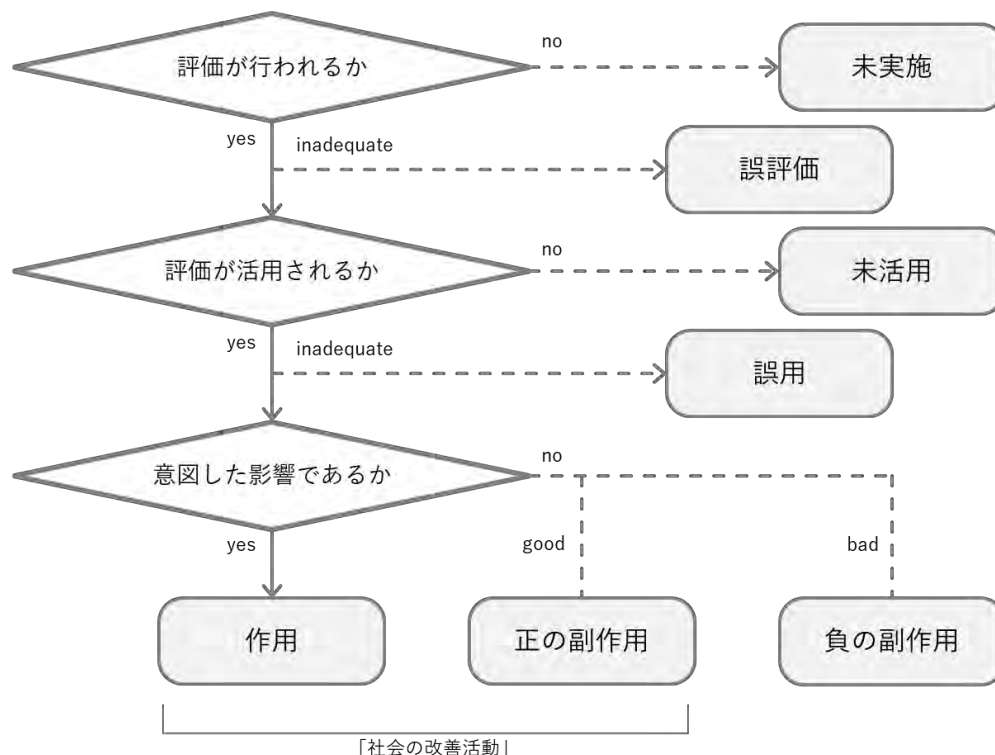 評価が行われるか
no
未実施
yes
inadequate
誤評価
評価が活用されるか
no
未活用
yes
inadequate
誤用
意図した影響であるか
no
yes
good
bad
作用
正の副作用
負の副作用
「社会の改善活動」